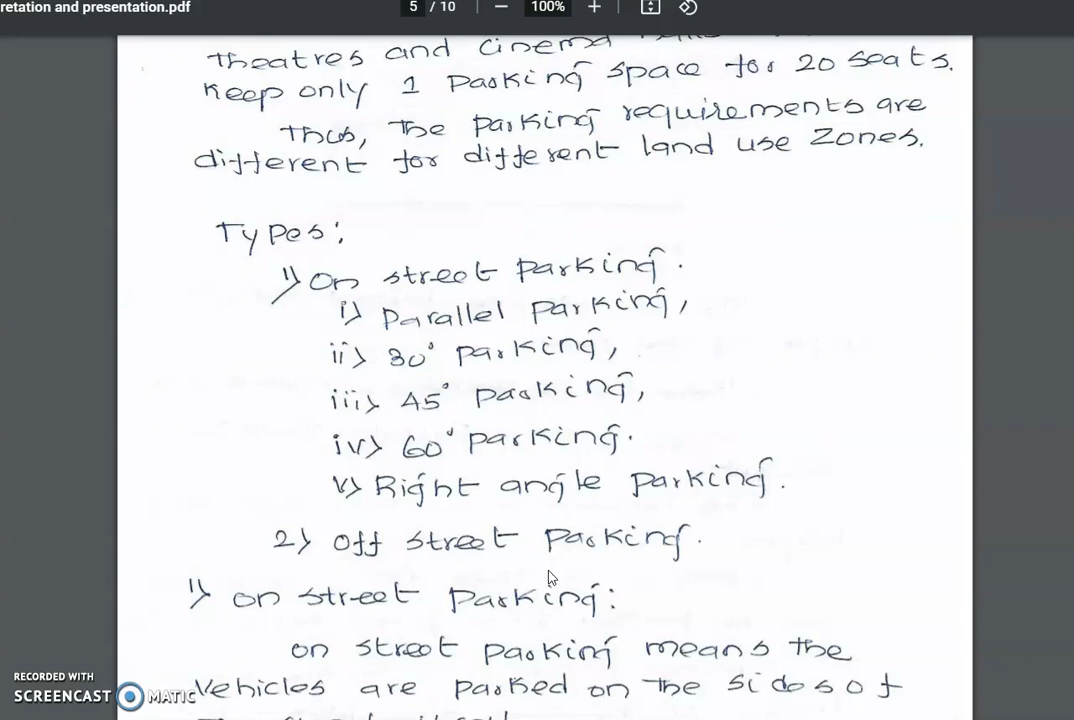 retation and presentation.pdf
5 / 10
100%
Theatres and cinema
Keep only 1 Parking space for 20 seats.
Thus, the Parking requirements are
different for different land use Zones.
Types:
1) On street parking.
i) Parallel Parking,
ii) 30° parking,
iii) 45° parking,
iv) 60° parking.
v) Right angle Parking.
2) Off street Parking.
1) on street Parking:
on street parking means the
Vehicles are parked on the sides of
RECORDED WITH
SCREENCAST MATIC